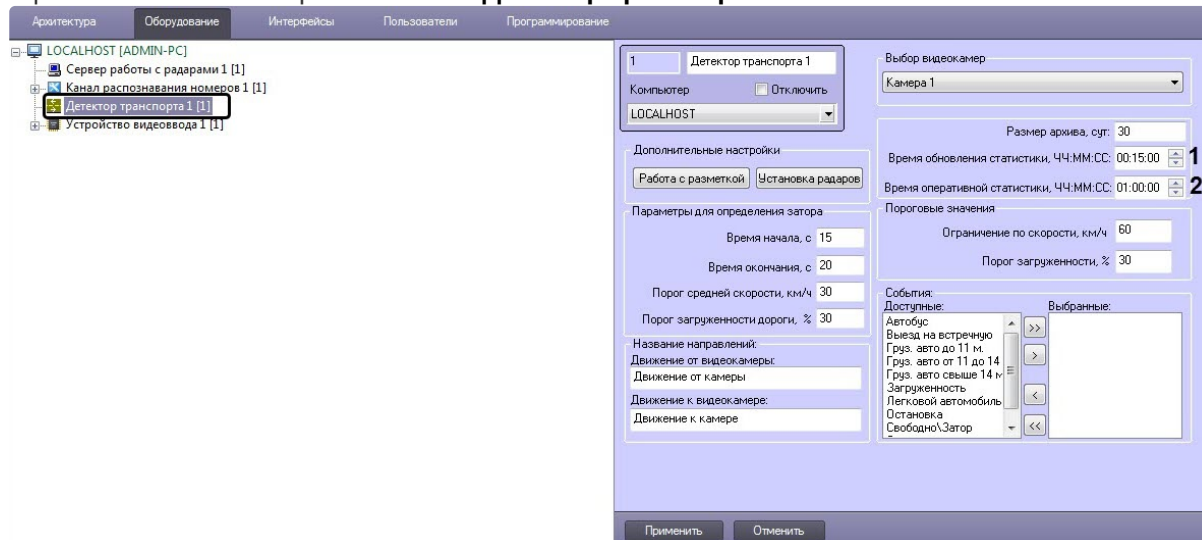 Архитектура Оборудование Интерфейсы Пользователи Программирование
LOCALHOST [ADMIN-PC]
Сервер работы с радарами 1 [1]
Канал распознавания номеров 1 [1]
Детектор транспорта 1 [1]
Устройство видеоввода 1 [1]
1 Детектор транспорта 1
Компьютер Отключить
LOCALHOST
Дополнительные настройки
Работа с разметкой Установка радаров
Параметры для определения затора
Время начала, с 15
Время окончания, с 20
Порог средней скорости, км/ч 30
Порог загруженности дороги, % 30
Название направлений:
Движение от видеокамеры:
Движение от камеры
Движение к видеокамере:
Движение к камере
Выбор видеокамер
Камера 1
Размер архива, сут: 30
Время обновления статистики, ЧЧ:ММ:СС: 00:15:00 1
Время оперативной статистики, ЧЧ:ММ:СС: 01:00:00 2
Пороговые значения
Ограничение по скорости, км/ч 60
Порог загруженности, % 30
События:
Доступные: Выбранные:
Автобус
Выезд на встречную
Груз. авто до 11 м.
Груз. авто от 11 до 14
Груз. авто свыше 14 м
Загруженность
Легковой автомобиль
Остановка
Свободно\Затор
>>
>
<
<<
Применить Отменить